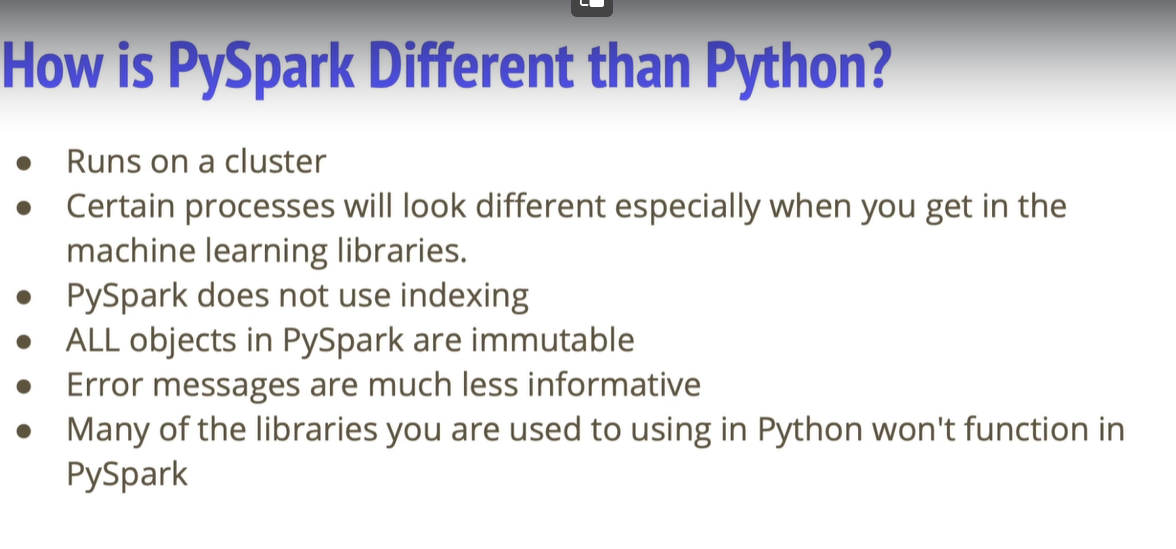 How is PySpark Different than Python?
● Runs on a cluster
● Certain processes will look different especially when you get in the
machine learning libraries.
● PySpark does not use indexing
● ALL objects in PySpark are immutable
● Error messages are much less informative
● Many of the libraries you are used to using in Python won't function in
PySpark